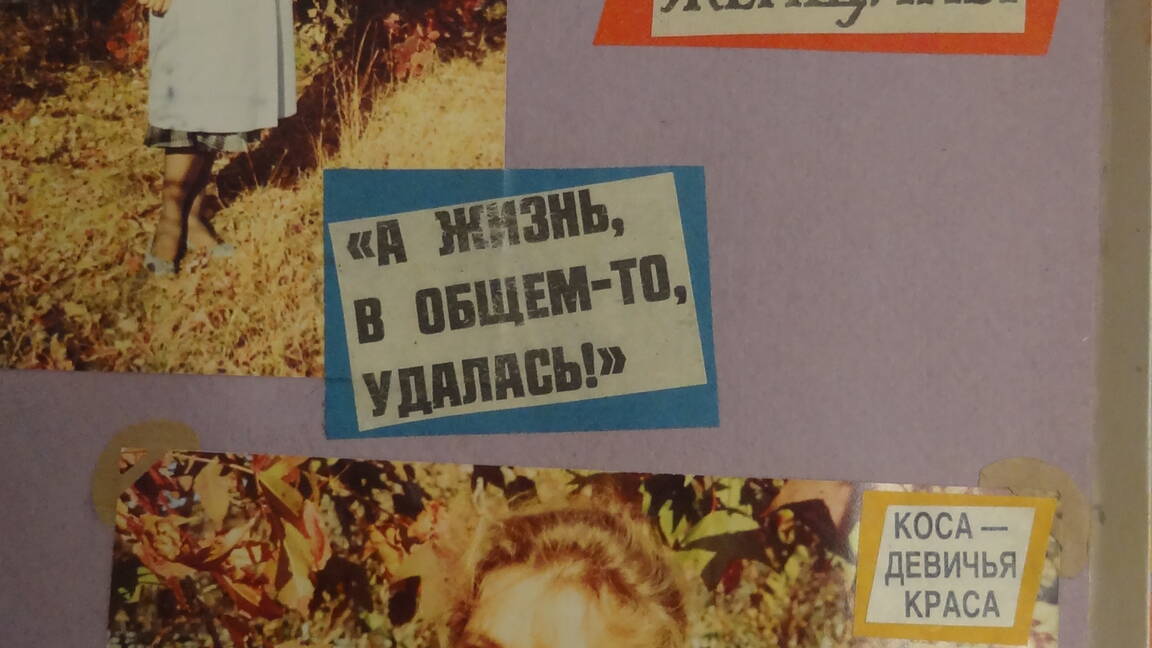 «А ЖИЗНЬ,
В ОБЩЕМ-ТО,
УДАЛАСЬ!»
КОСА —
ДЕВИЧЬЯ
КРАСА